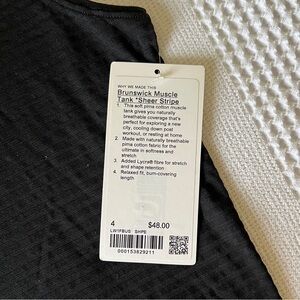 WHY WE MADE THIS
Brunswick Muscle
Tank *Sheer Stripe
1. This soft pima cotton muscle
tank gives you naturally
breathable coverage that's
perfect for exploring a new
city, cooling down post
workout, or resting at home
2. Made with naturally breathable
pima cotton fabric for the
ultimate in softness and
stretch
3. Added Lycra® fibre for stretch
and shape retention
4. Relaxed fit, bum-covering
length
4 $48.00
LW1FBUS SHPE
000153829211